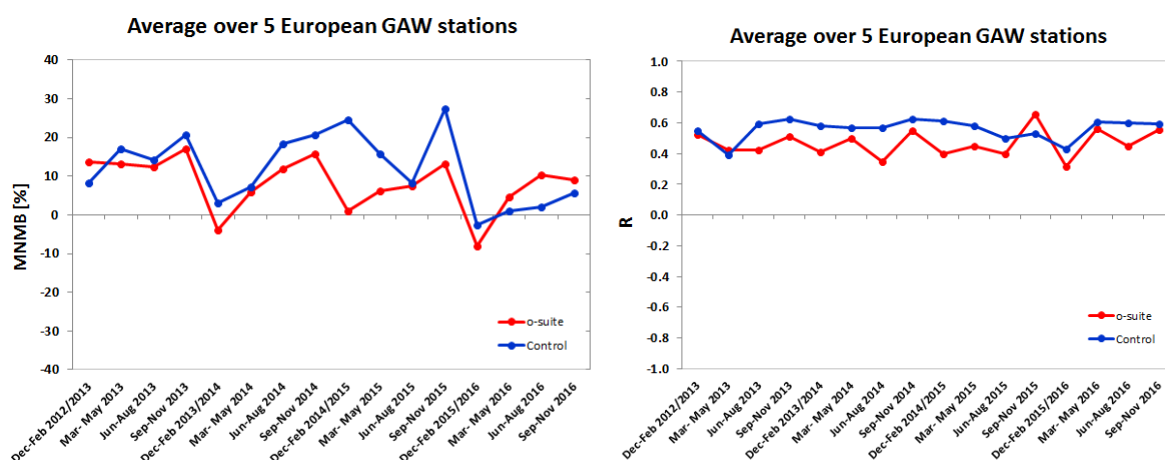 Average over 5 European GAW stations
MNMB [%]
40
30
20
10
0
-10
-20
-30
-40
o-suite
Control
Dec-Feb 2012/2013
Mar- May 2013
Jun-Aug 2013
Sep-Nov 2013
Dec-Feb 2013/2014
Mar- May 2014
Jun-Aug 2014
Sep-Nov 2014
Dec-Feb 2014/2015
Mar- May 2015
Jun-Aug 2015
Sep-Nov 2015
Dec-Feb 2015/2016
Mar- May 2016
Jun-Aug 2016
Sep-Nov 2016
Average over 5 European GAW stations
R
1.0
0.8
0.6
0.4
0.2
0.0
-0.2
-0.4
-0.6
-0.8
-1.0
o-suite
Control
Dec-Feb 2012/2013
Mar- May 2013
Jun-Aug 2013
Sep-Nov 2013
Dec-Feb 2013/2014
Mar- May 2014
Jun-Aug 2014
Sep-Nov 2014
Dec-Feb 2014/2015
Mar- May 2015
Jun-Aug 2015
Sep-Nov 2015
Dec-Feb 2015/2016
Mar- May 2016
Jun-Aug 2016
Sep-Nov 2016